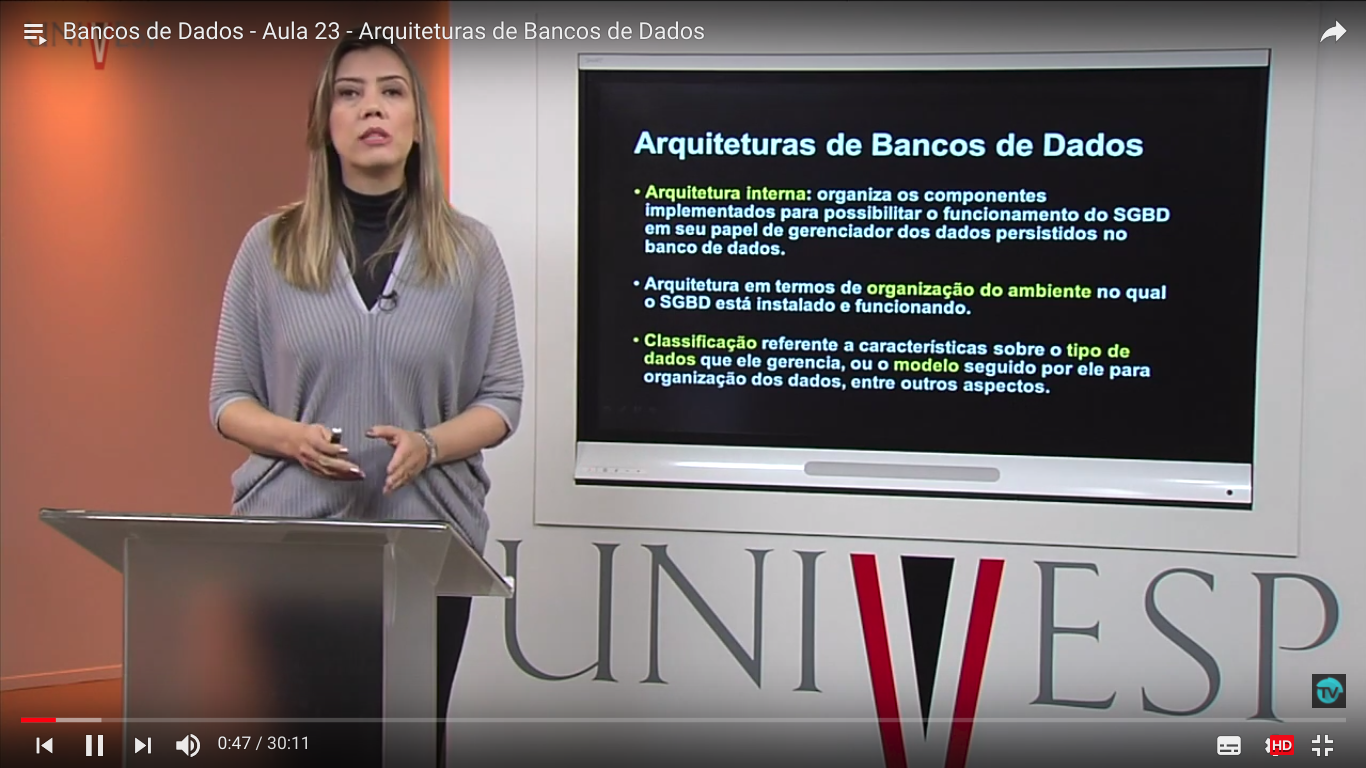 Bancos de Dados - Aula 23 - Arquiteturas de Bancos de Dados
Arquiteturas de Bancos de Dados
• Arquitetura interna: organiza os componentes
implementados para possibilitar o funcionamento do SGBD
em seu papel de gerenciador dos dados persistidos no
banco de dados.
• Arquitetura em termos de organização do ambiente no qual
o SGBD está instalado e funcionando.
• Classificação referente a características sobre o tipo de
dados que ele gerencia, ou o modelo seguido por ele para
organização dos dados, entre outros aspectos.
UNIVESP
TV
0:47 / 30:11
HD